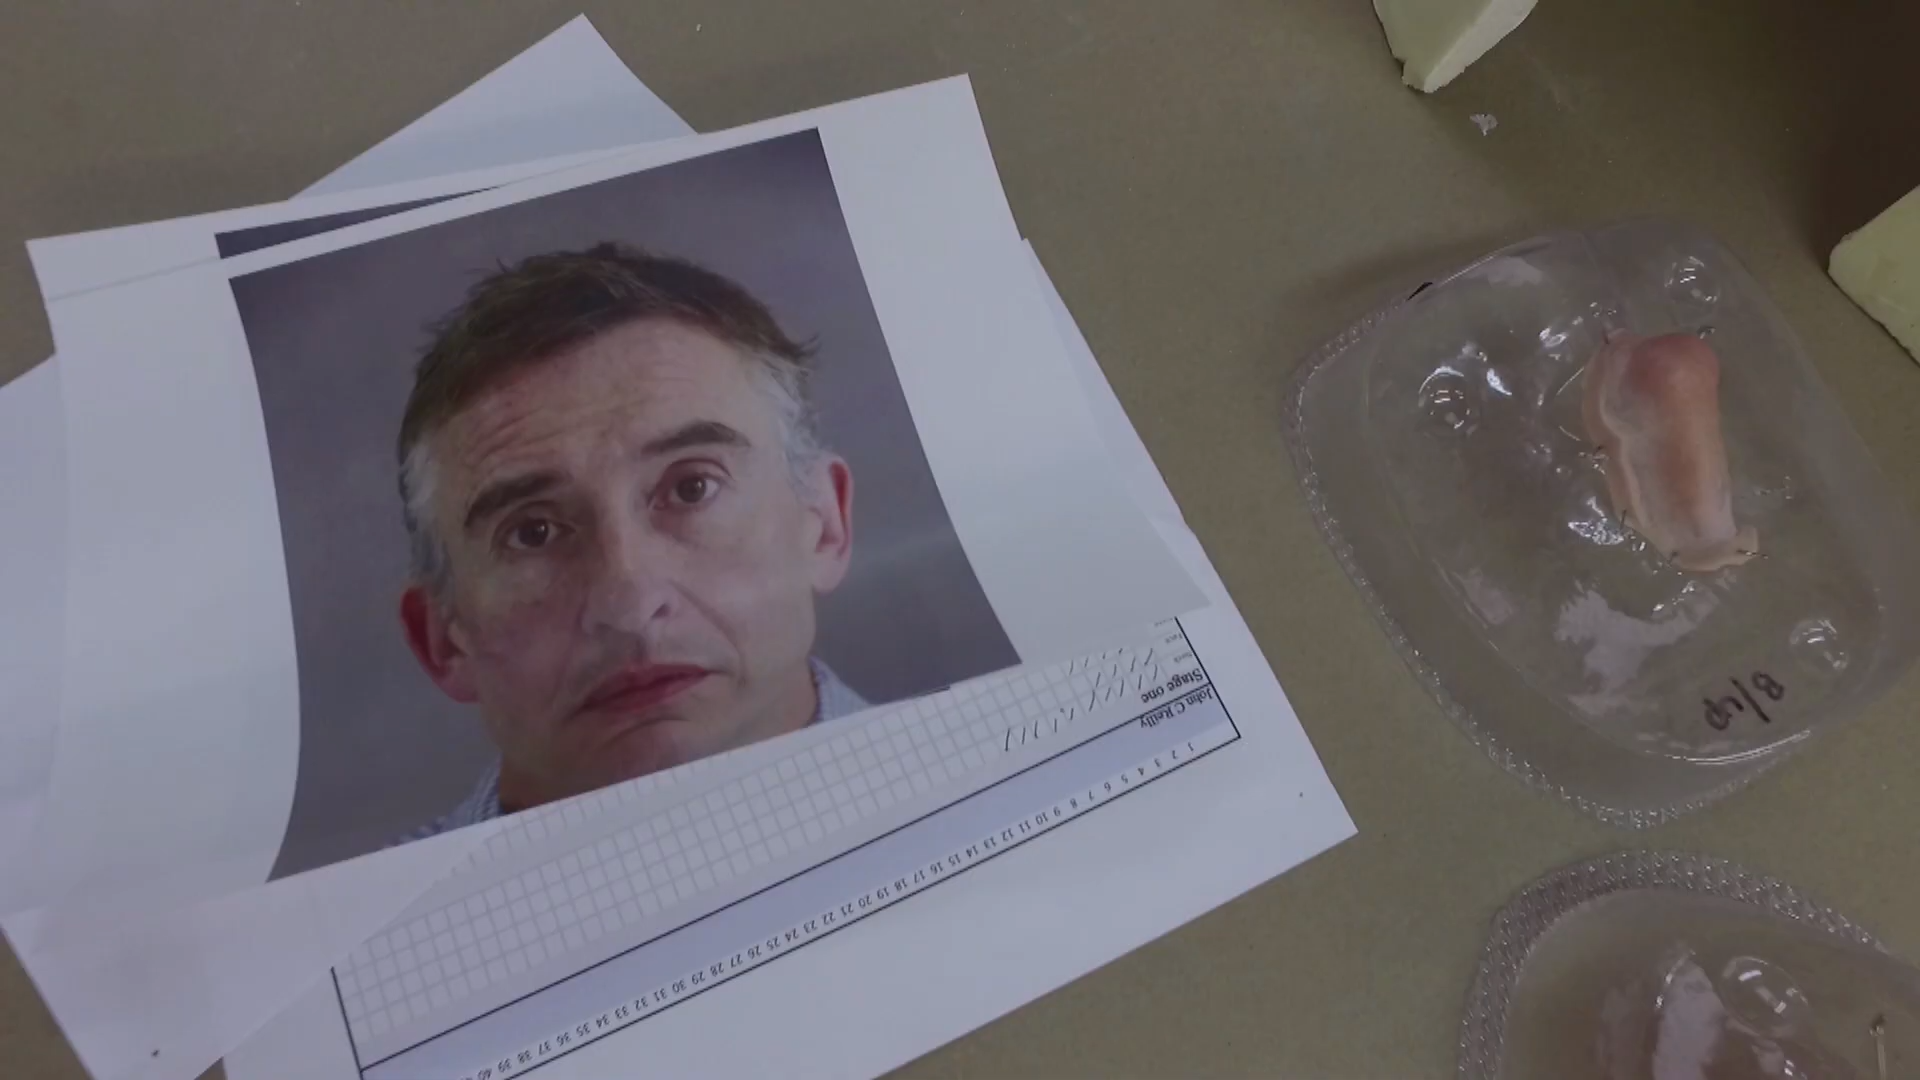 John C Reilly
Stage one
1 2 3 4 5 6 7 8 9 10 11 12 13 14 15 16 17 18 19 20 21 22 23 24 25 26 27 28 29 30 31 32 33 34 35 36 37 38 39 40
B/up